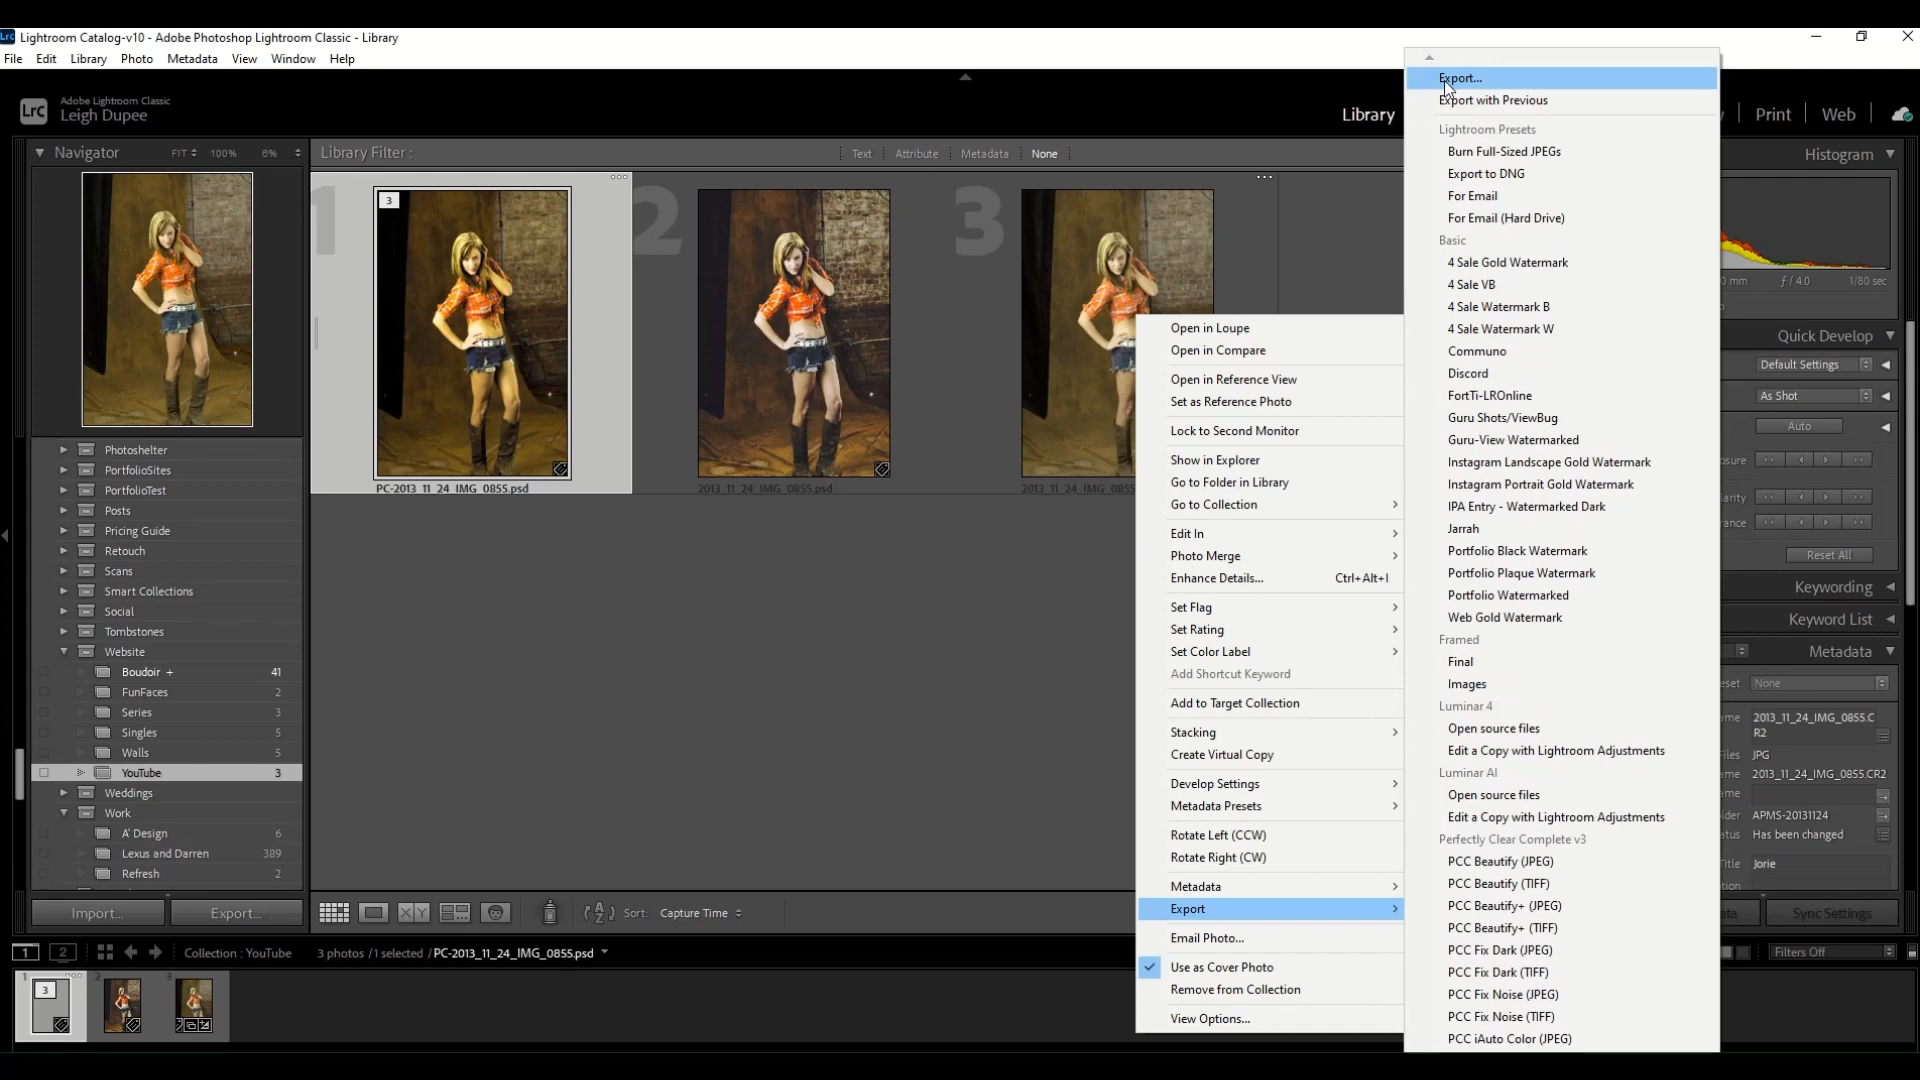 Lrc Lightroom Catalog-v10 - Adobe Photoshop Lightroom Classic - Library
File Edit Library Photo Metadata View Window Help
Lrc
Adobe Lightroom Classic
Leigh Dupee
Library
Print
Web
Navigator FIT 100% 6%
Library Filter : Text Attribute Metadata None
Histogram
1
3
2
3
ƒ / 4.0 1/80 sec
Quick Develop
Default Settings
As Shot
Auto
Reset All
Keywording
Keyword List
Metadata
None
2013_11_24_IMG_0855.C
R2
JPG
2013_11_24_IMG_0855.CR2
APMS-20131124
Has been changed
Title Jorie
Sync Settings
PC-2013_11_24_IMG_0855.psd
2013_11_24_IMG_0855.psd
Photoshelter
PortfolioSites
PortfolioTest
Posts
Pricing Guide
Retouch
Scans
Smart Collections
Social
Tombstones
Website
Boudoir + 41
FunFaces 2
Series 3
Singles 5
Walls 5
YouTube 3
Weddings
Work
A' Design 6
Lexus and Darren 389
Refresh 2
Import...
Export...
Sort: Capture Time
1 2 Collection : YouTube 3 photos /1 selected /PC-2013_11_24_IMG_0855.psd
Filters Off
1 3
2
3
Open in Loupe
Open in Compare
Open in Reference View
Set as Reference Photo
Lock to Second Monitor
Show in Explorer
Go to Folder in Library
Go to Collection
Edit In
Photo Merge
Enhance Details... Ctrl+Alt+I
Set Flag
Set Rating
Set Color Label
Add Shortcut Keyword
Add to Target Collection
Stacking
Create Virtual Copy
Develop Settings
Metadata Presets
Rotate Left (CCW)
Rotate Right (CW)
Metadata
Export
Email Photo...
Use as Cover Photo
Remove from Collection
View Options...
Export...
Export with Previous
Lightroom Presets
Burn Full-Sized JPEGs
Export to DNG
For Email
For Email (Hard Drive)
Basic
4 Sale Gold Watermark
4 Sale VB
4 Sale Watermark B
4 Sale Watermark W
Communo
Discord
FortTi-LROnline
Guru Shots/ViewBug
Guru-View Watermarked
Instagram Landscape Gold Watermark
Instagram Portrait Gold Watermark
IPA Entry - Watermarked Dark
Jarrah
Portfolio Black Watermark
Portfolio Plaque Watermark
Portfolio Watermarked
Web Gold Watermark
Framed
Final
Images
Luminar 4
Open source files
Edit a Copy with Lightroom Adjustments
Luminar AI
Open source files
Edit a Copy with Lightroom Adjustments
Perfectly Clear Complete v3
PCC Beautify (JPEG)
PCC Beautify (TIFF)
PCC Beautify+ (JPEG)
PCC Beautify+ (TIFF)
PCC Fix Dark (JPEG)
PCC Fix Dark (TIFF)
PCC Fix Noise (JPEG)
PCC Fix Noise (TIFF)
PCC iAuto Color (JPEG)